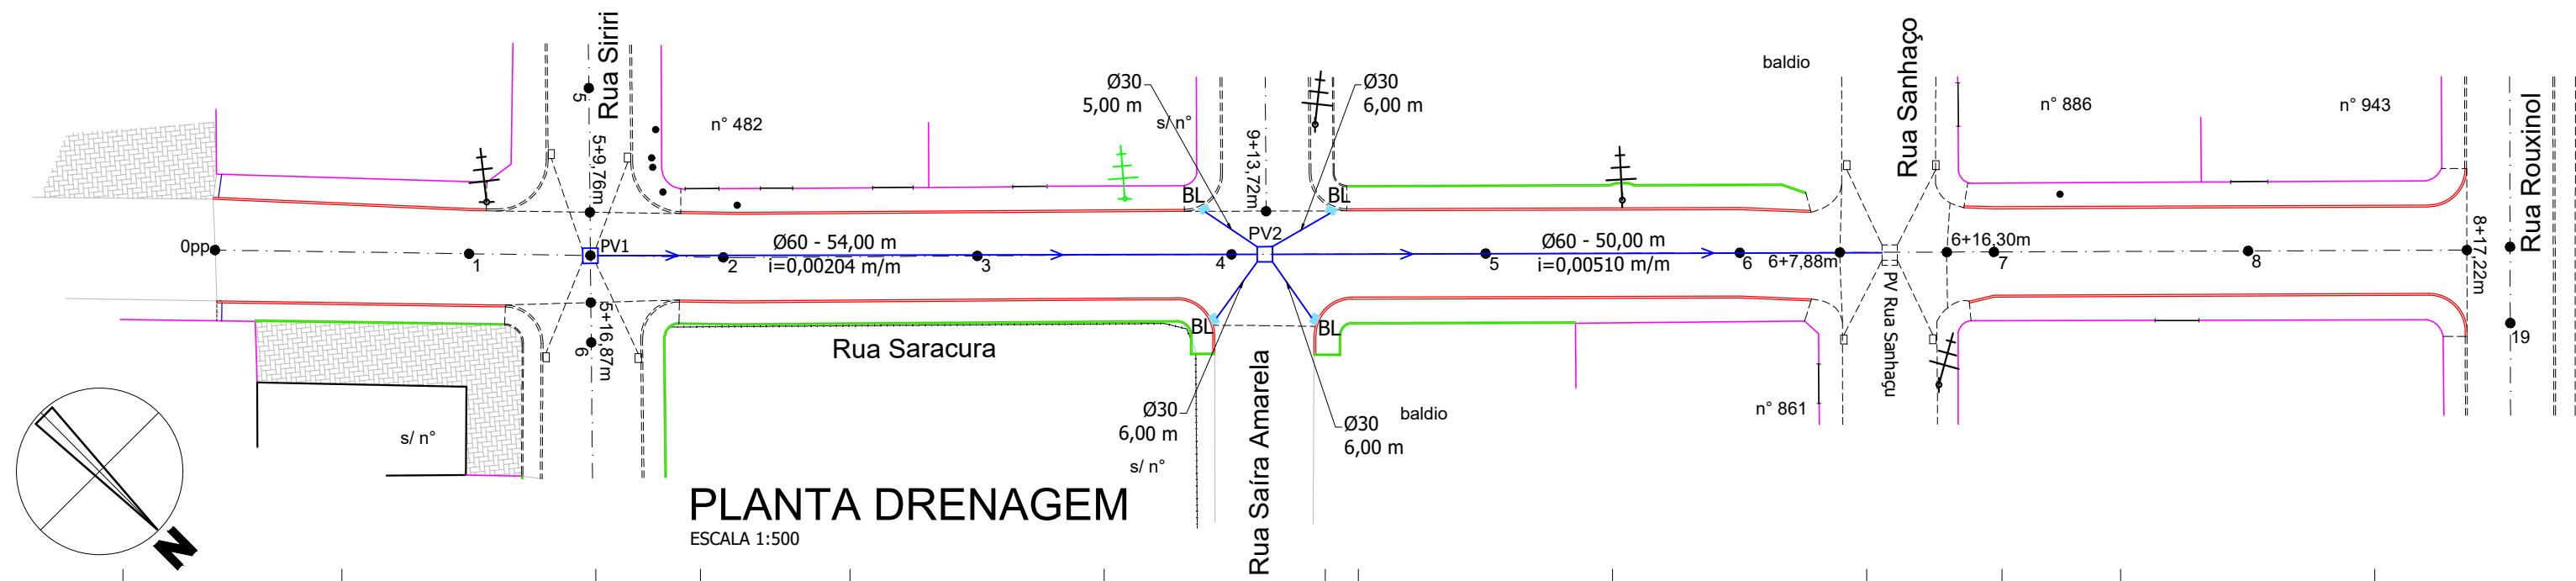 Rua Siriri
5
5+9,76m
n° 482
Ø30
5,00 m
s/ n°
9+13,72m
Ø30
6,00 m
baldio
Rua Sanhaço
n° 886
n° 943
Rua Rouxinol
BL
BL
0pp
1
PV1
2
Ø60 - 54,00 m
i=0,00204 m/m
3
4
PV2
5
Ø60 - 50,00 m
i=0,00510 m/m
6
6+7,88m
PV Rua Sanhaçu
6+16,30m
7
8
8+17,22m
19
6
5+16,87m
Rua Saracura
BL
BL
Ø30
6,00 m
s/ n°
Rua Saíra Amarela
Ø30
6,00 m
baldio
n° 861
s/ n°
N
PLANTA DRENAGEM
ESCALA 1:500